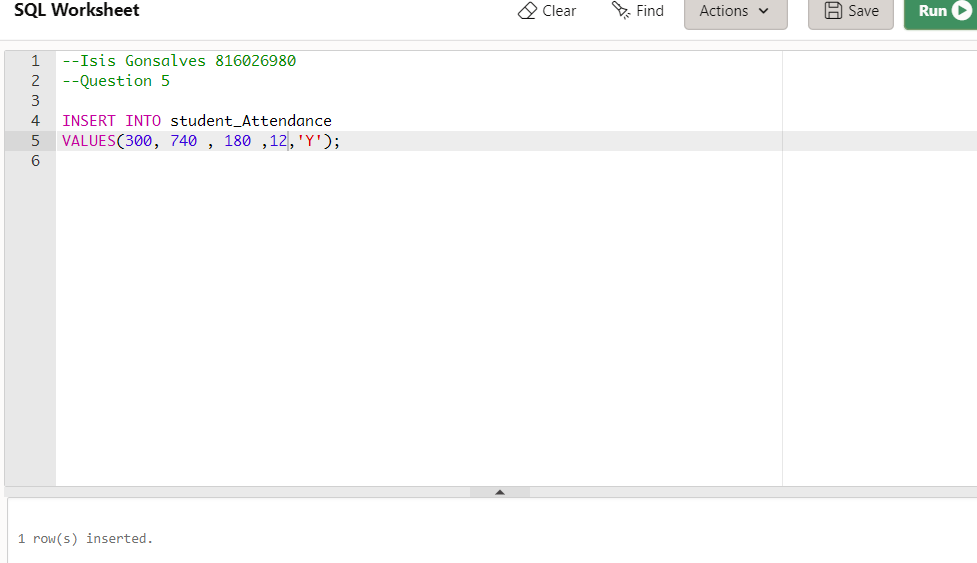 SQL Worksheet Clear Find Actions Save Run
1 --Isis Gonsalves 816026980
2 --Question 5
3
4 INSERT INTO student_Attendance
5 VALUES(300, 740 , 180 ,12,'Y');
6
1 row(s) inserted.